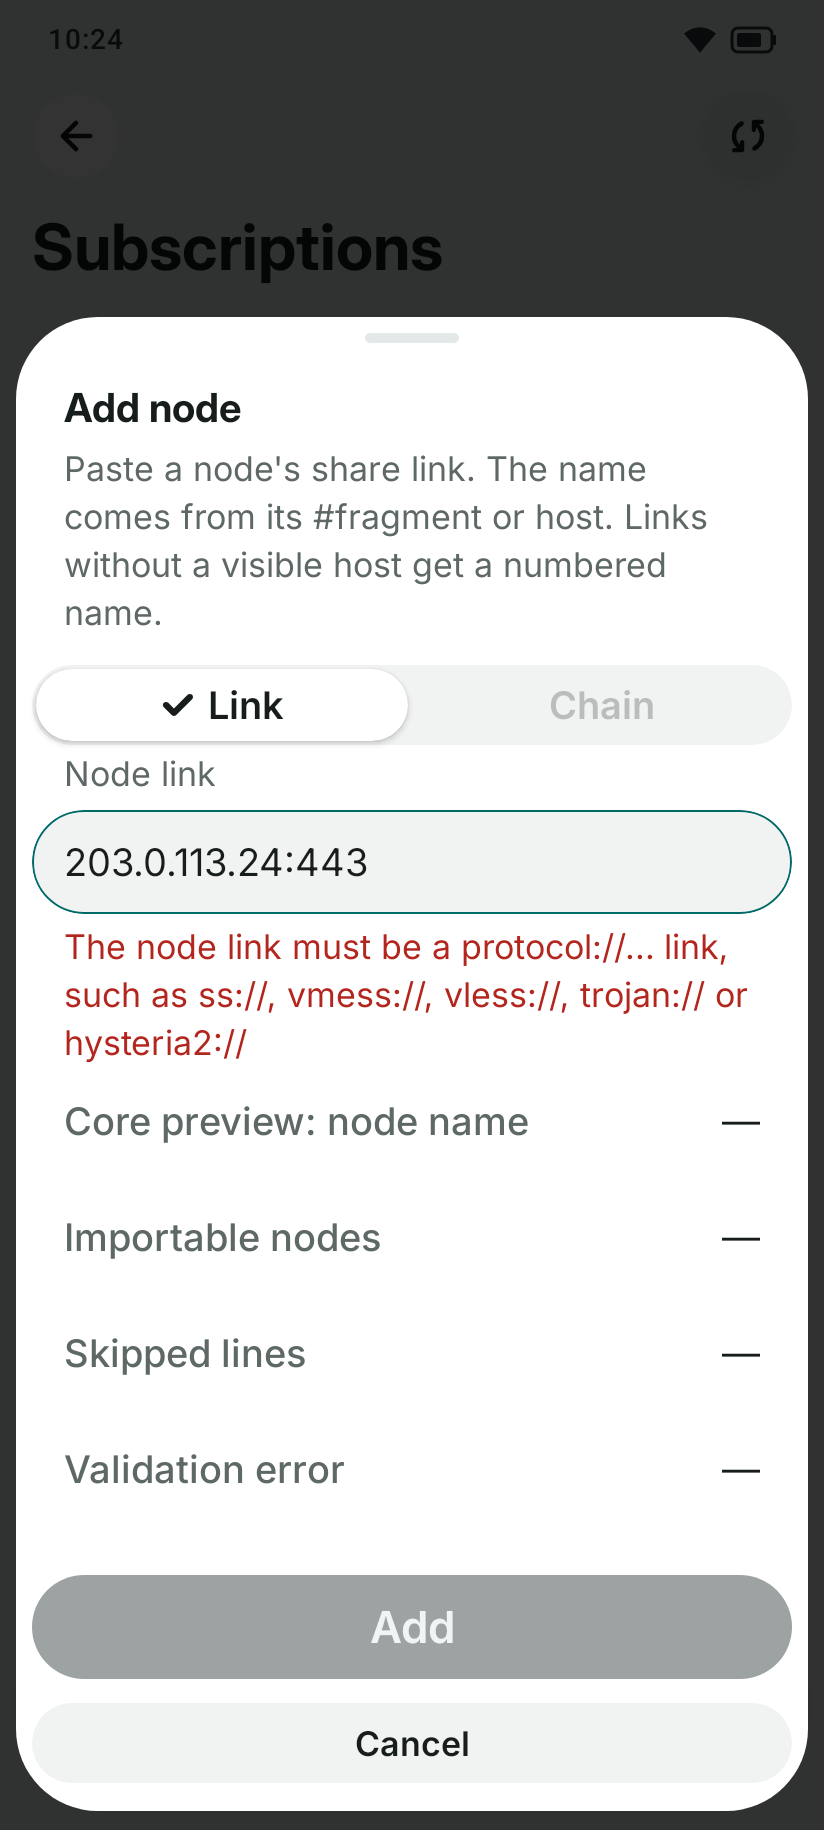 10:24
Subscriptions
Add node
Paste a node's share link. The name
comes from its #fragment or host. Links
without a visible host get a numbered
name.
Link
Chain
Node link
203.0.113.24:443
The node link must be a protocol://... link,
such as ss://, vmess://, vless://, trojan:// or
hysteria2://
Core preview: node name —
Importable nodes —
Skipped lines —
Validation error —
Add
Cancel